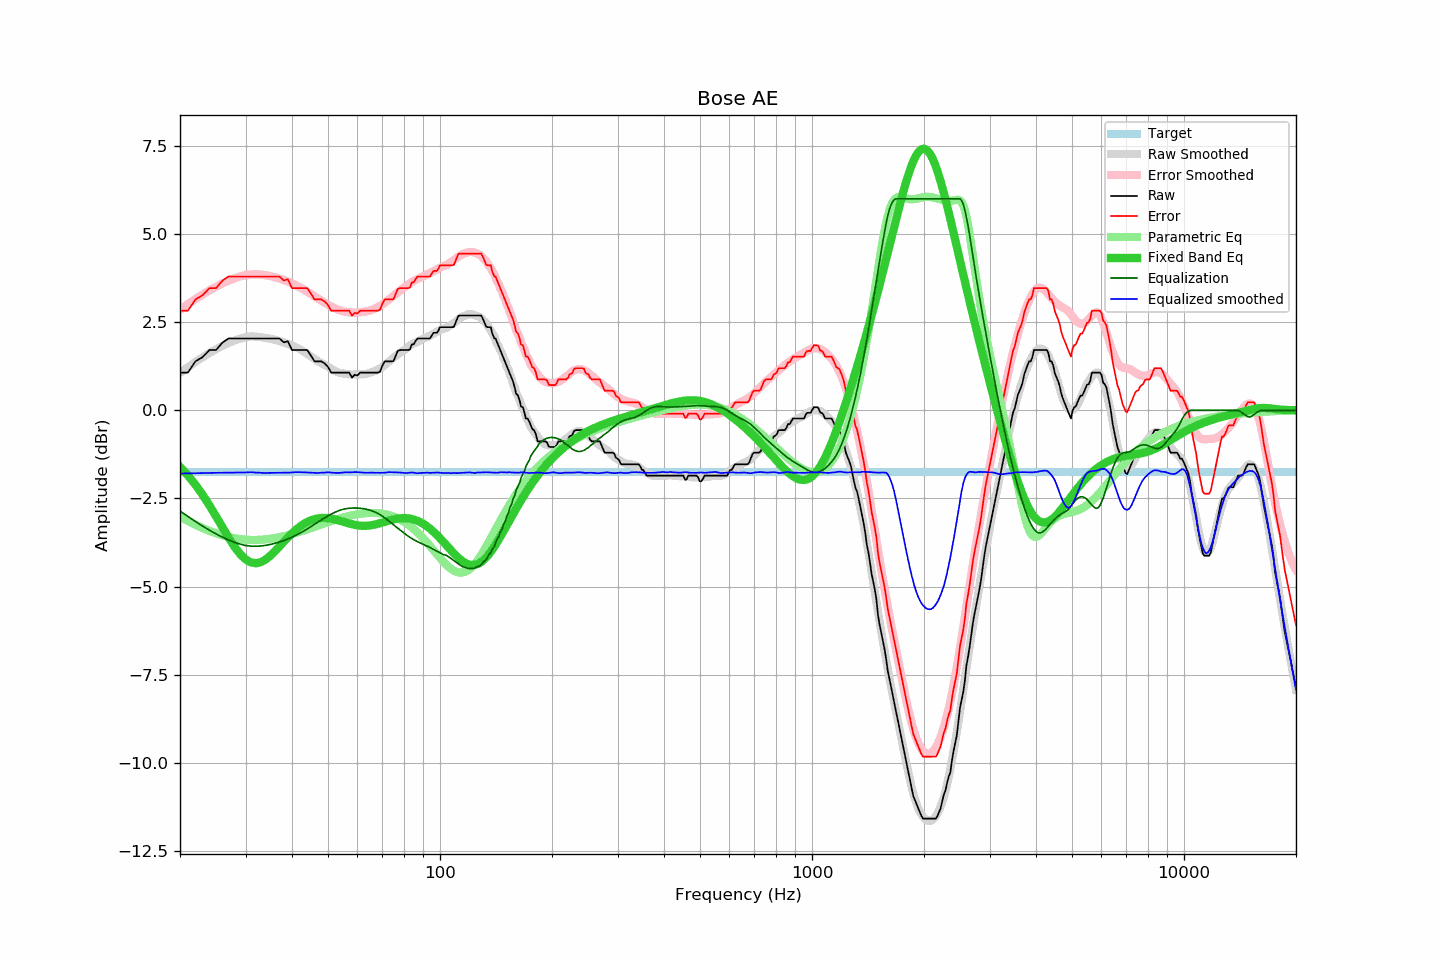 Bose AE
Target
Raw Smoothed
Error Smoothed
Raw
Error
Parametric Eq
Fixed Band Eq
Equalization
Equalized smoothed
7.5
5.0
2.5
0.0
−2.5
−5.0
−7.5
−10.0
−12.5
Amplitude (dBr)
100
1000
10000
Frequency (Hz)